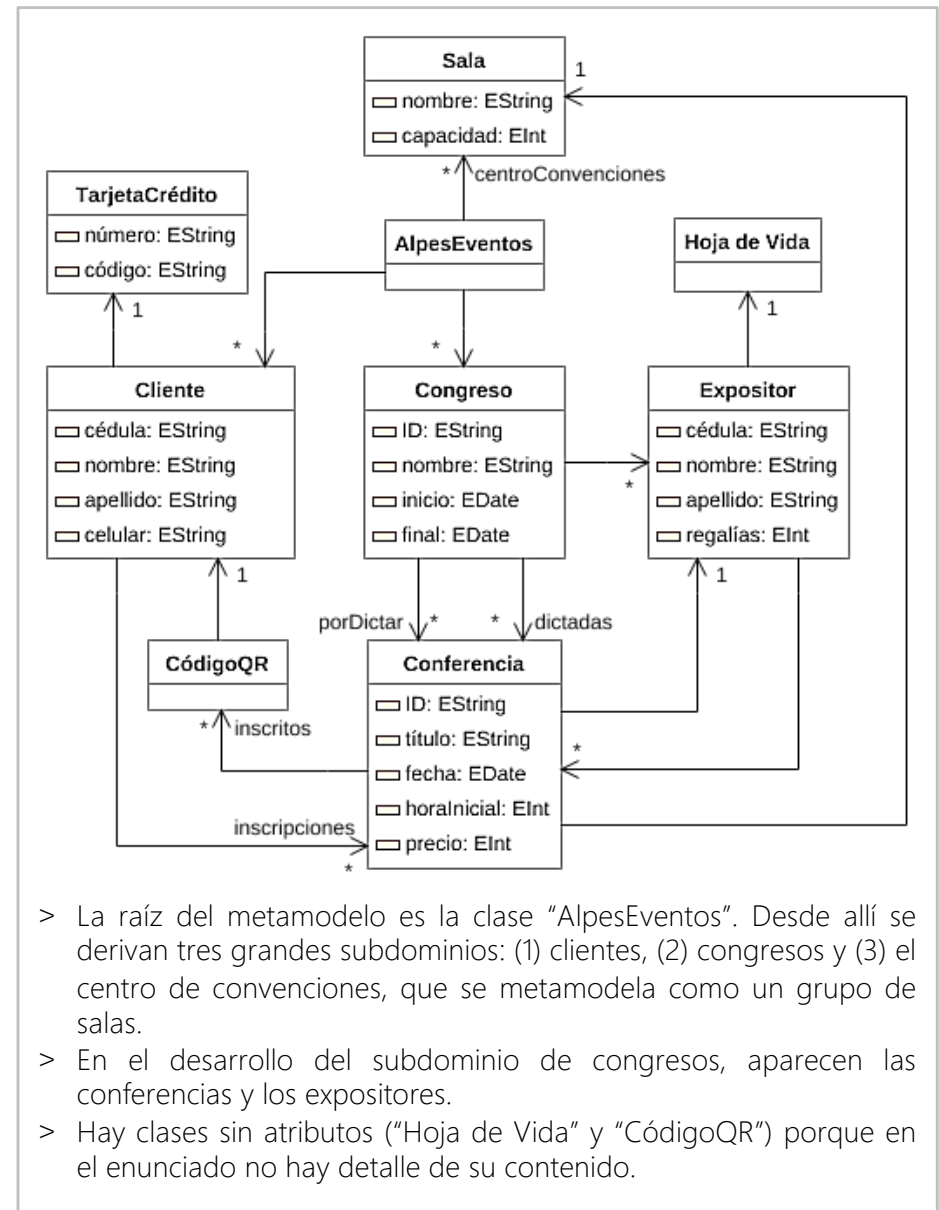 Sala
1
nombre: EString
capacidad: EInt
* centroConvenciones
TarjetaCrédito
número: EString
código: EString
AlpesEventos
Hoja de Vida
1
1
*
*
Cliente
cédula: EString
nombre: EString
apellido: EString
celular: EString
Congreso
ID: EString
nombre: EString
inicio: EDate
final: EDate
Expositor
cédula: EString
nombre: EString
apellido: EString
regalías: EInt
*
1
1
porDictar * * dictadas
CódigoQR
* inscritos
Conferencia
ID: EString
título: EString
fecha: EDate
horaInicial: EInt
precio: EInt
*
inscripciones
*
> La raíz del metamodelo es la clase “AlpesEventos”. Desde allí se
derivan tres grandes subdominios: (1) clientes, (2) congresos y (3) el
centro de convenciones, que se metamodela como un grupo de
salas.
> En el desarrollo del subdominio de congresos, aparecen las
conferencias y los expositores.
> Hay clases sin atributos (“Hoja de Vida” y “CódigoQR”) porque en
el enunciado no hay detalle de su contenido.